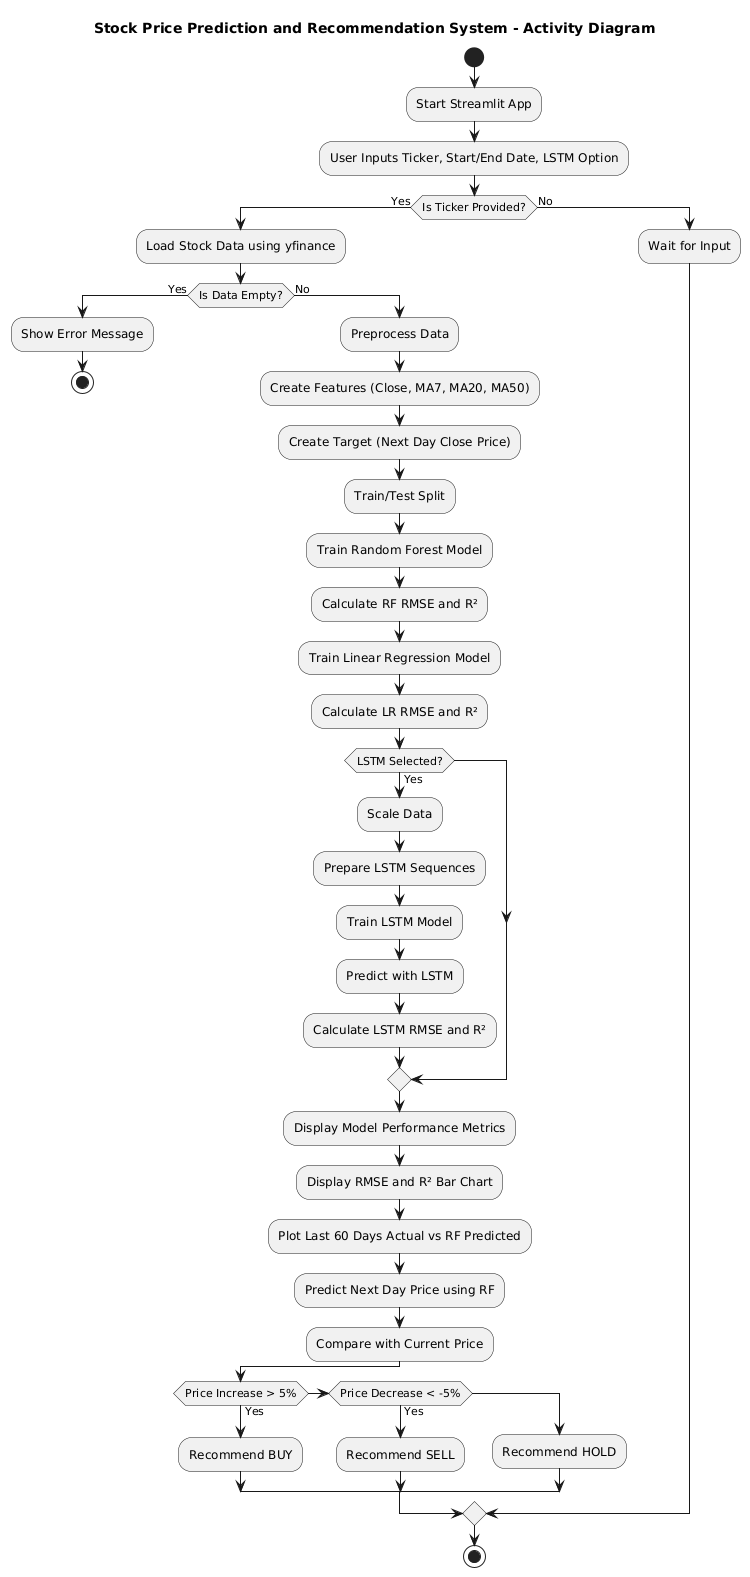 Stock Price Prediction and Recommendation System - Activity Diagram
Start Streamlit App
User Inputs Ticker, Start/End Date, LSTM Option
Is Ticker Provided?
Yes
No
Load Stock Data using yfinance
Wait for Input
Is Data Empty?
Yes
No
Show Error Message
Preprocess Data
Create Features (Close, MA7, MA20, MA50)
Create Target (Next Day Close Price)
Train/Test Split
Train Random Forest Model
Calculate RF RMSE and R²
Train Linear Regression Model
Calculate LR RMSE and R²
LSTM Selected?
Yes
Scale Data
Prepare LSTM Sequences
Train LSTM Model
Predict with LSTM
Calculate LSTM RMSE and R²
Display Model Performance Metrics
Display RMSE and R² Bar Chart
Plot Last 60 Days Actual vs RF Predicted
Predict Next Day Price using RF
Compare with Current Price
Price Increase > 5%
Price Decrease < -5%
Yes
Yes
Recommend BUY
Recommend SELL
Recommend HOLD